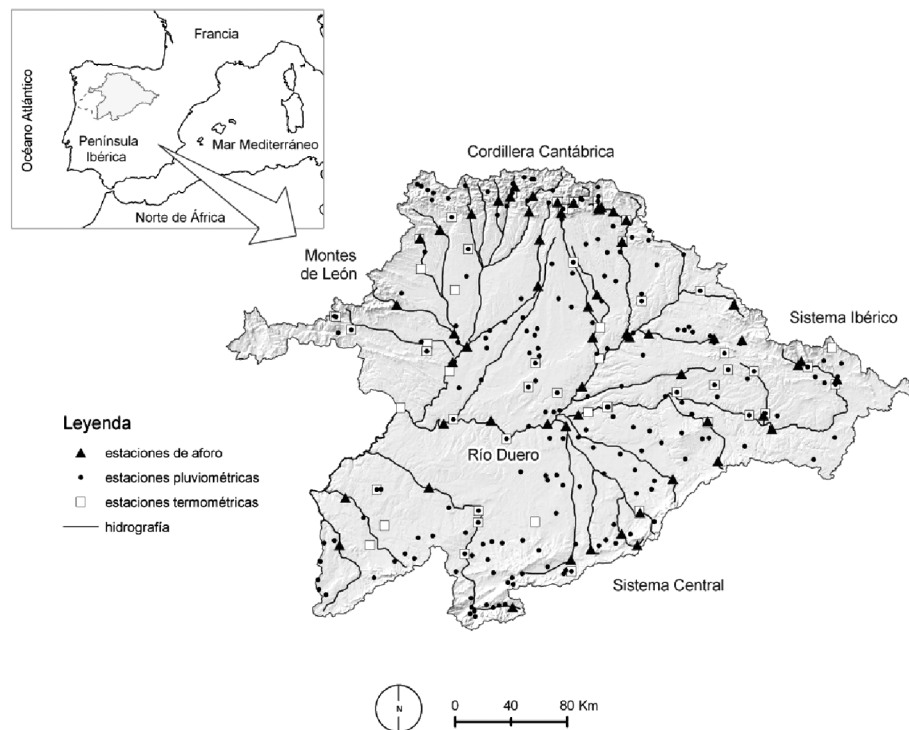 Francia
Océano Atlántico
Península
Ibérica
Mar Mediterráneo
Norte de África
Cordillera Cantábrica
Montes
de León
Sistema Ibérico
Leyenda
estaciones de aforo
estaciones pluviométricas
estaciones termométricas
hidrografía
Río Duero
Sistema Central
N
0 40 80 Km